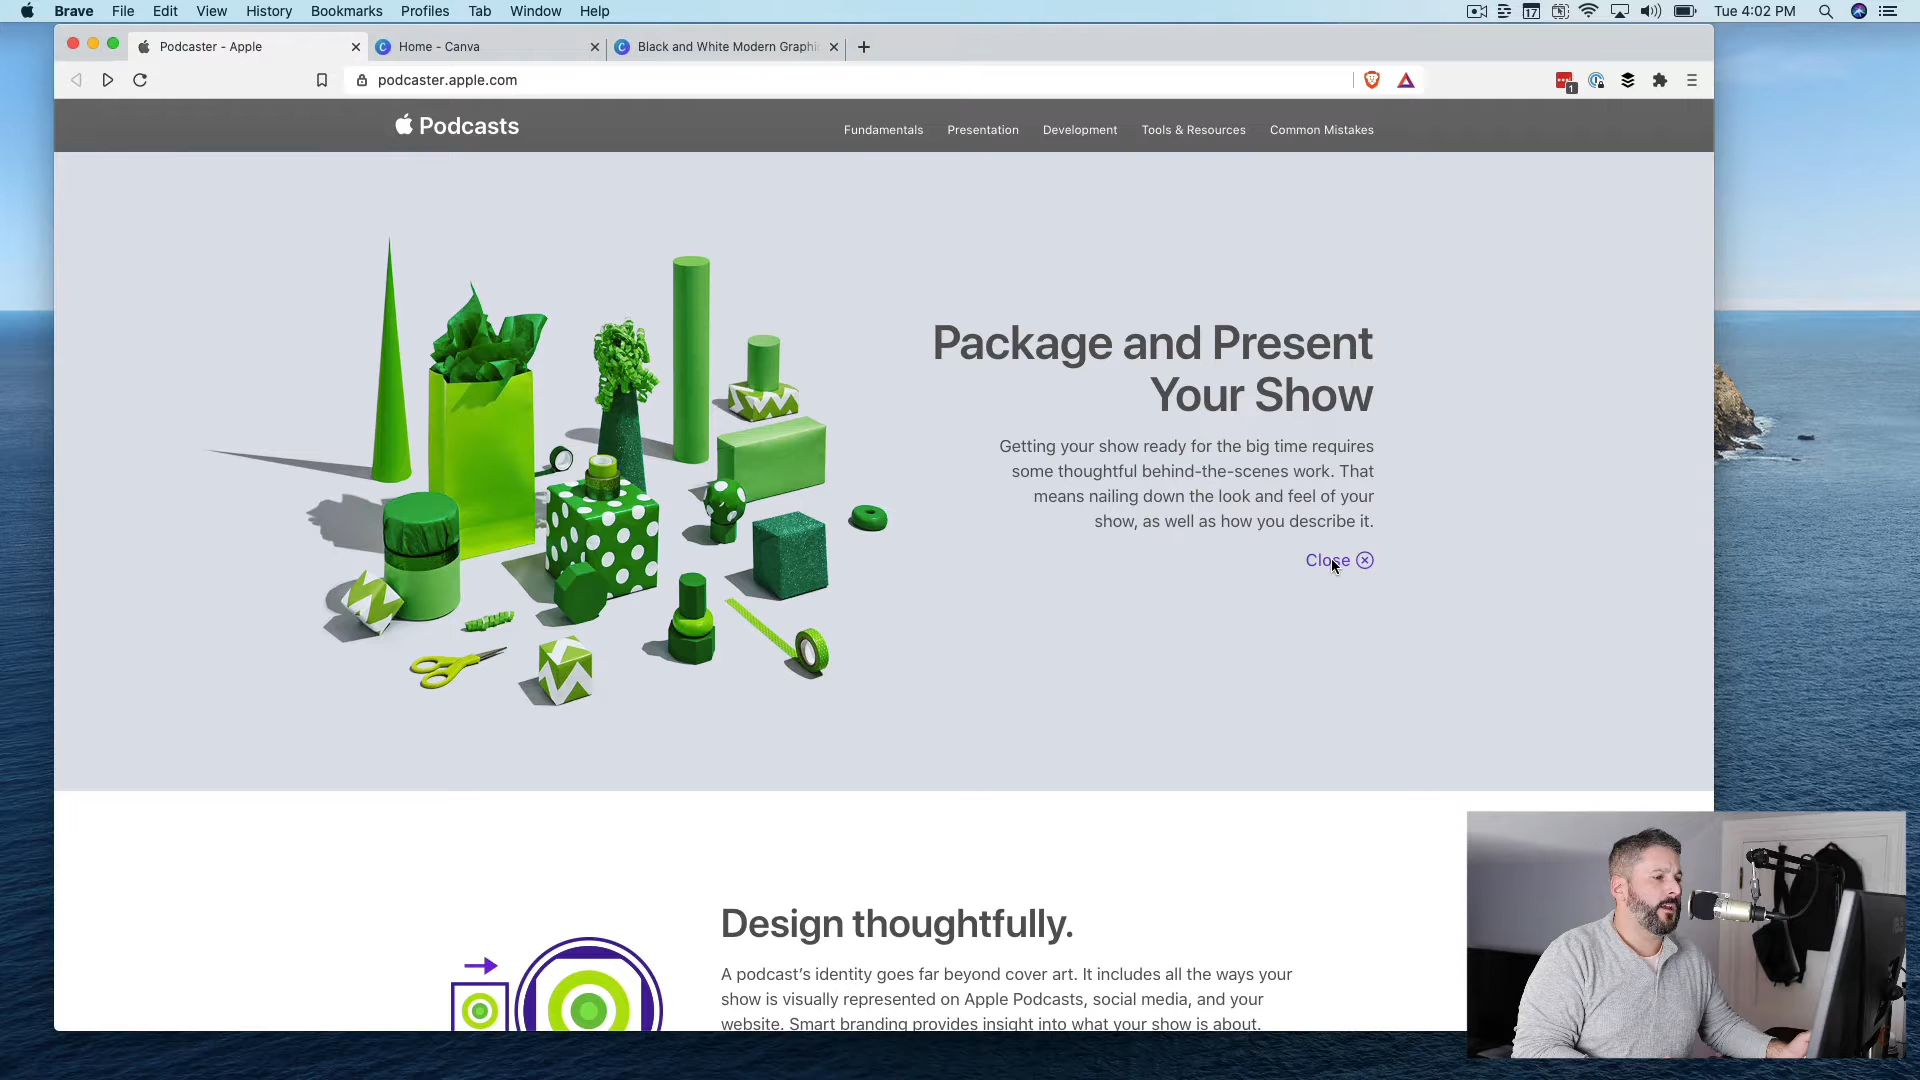 Brave File Edit View History Bookmarks Profiles Tab Window Help
17
Tue 4:02 PM
Podcaster - Apple
Home - Canva
Black and White Modern Graphi
podcaster.apple.com
1
Podcasts
Fundamentals Presentation Development Tools & Resources Common Mistakes
Package and Present
Your Show
Getting your show ready for the big time requires
some thoughtful behind-the-scenes work. That
means nailing down the look and feel of your
show, as well as how you describe it.
Close
Design thoughtfully.
A podcast’s identity goes far beyond cover art. It includes all the ways your
show is visually represented on Apple Podcasts, social media, and your
website. Smart branding provides insight into what your show is about.